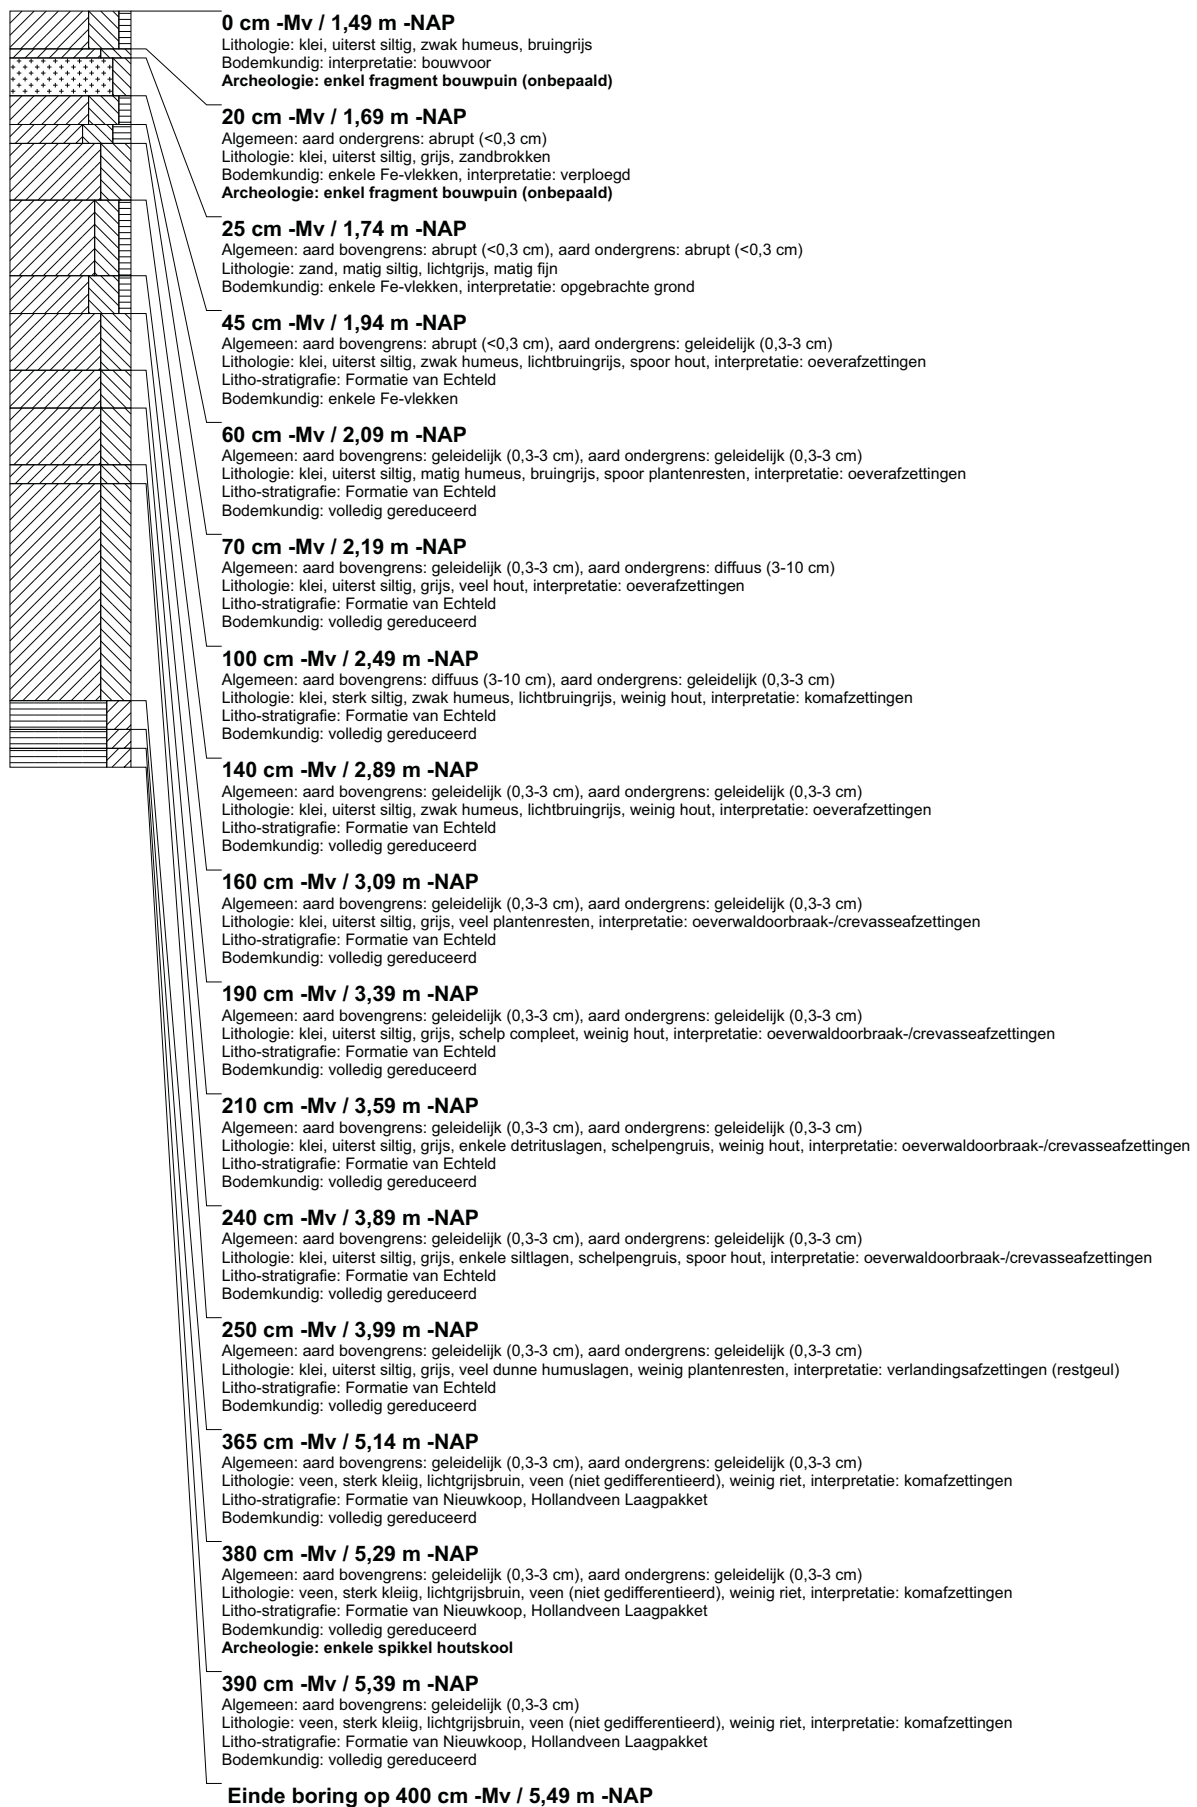 0 cm -Mv / 1,49 m -NAP
Lithologie: klei, uiterst siltig, zwak humeus, bruingrijs
Bodemkundig: interpretatie: bouwvoor
Archeologie: enkel fragment bouwpuin (onbepaald)
20 cm -Mv / 1,69 m -NAP
Algemeen: aard ondergrens: abrupt (<0,3 cm)
Lithologie: klei, uiterst siltig, grijs, zandbrokken
Bodemkundig: enkele Fe-vlekken, interpretatie: verploegd
Archeologie: enkel fragment bouwpuin (onbepaald)
25 cm -Mv / 1,74 m -NAP
Algemeen: aard bovengrens: abrupt (<0,3 cm), aard ondergrens: abrupt (<0,3 cm)
Lithologie: zand, matig siltig, lichtgrijs, matig fijn
Bodemkundig: enkele Fe-vlekken, interpretatie: opgebrachte grond
45 cm -Mv / 1,94 m -NAP
Algemeen: aard bovengrens: abrupt (<0,3 cm), aard ondergrens: geleidelijk (0,3-3 cm)
Lithologie: klei, uiterst siltig, zwak humeus, lichtbruingrijs, spoor hout, interpretatie: oeverafzettingen
Litho-stratigrafie: Formatie van Echteld
Bodemkundig: enkele Fe-vlekken
60 cm -Mv / 2,09 m -NAP
Algemeen: aard bovengrens: geleidelijk (0,3-3 cm), aard ondergrens: geleidelijk (0,3-3 cm)
Lithologie: klei, uiterst siltig, matig humeus, bruingrijs, spoor plantenresten, interpretatie: oeverafzettingen
Litho-stratigrafie: Formatie van Echteld
Bodemkundig: volledig gereduceerd
70 cm -Mv / 2,19 m -NAP
Algemeen: aard bovengrens: geleidelijk (0,3-3 cm), aard ondergrens: diffuus (3-10 cm)
Lithologie: klei, uiterst siltig, grijs, veel hout, interpretatie: oeverafzettingen
Litho-stratigrafie: Formatie van Echteld
Bodemkundig: volledig gereduceerd
100 cm -Mv / 2,49 m -NAP
Algemeen: aard bovengrens: diffuus (3-10 cm), aard ondergrens: geleidelijk (0,3-3 cm)
Lithologie: klei, sterk siltig, zwak humeus, lichtbruingrijs, weinig hout, interpretatie: komafzettingen
Litho-stratigrafie: Formatie van Echteld
Bodemkundig: volledig gereduceerd
140 cm -Mv / 2,89 m -NAP
Algemeen: aard bovengrens: geleidelijk (0,3-3 cm), aard ondergrens: geleidelijk (0,3-3 cm)
Lithologie: klei, uiterst siltig, zwak humeus, lichtbruingrijs, weinig hout, interpretatie: oeverafzettingen
Litho-stratigrafie: Formatie van Echteld
Bodemkundig: volledig gereduceerd
160 cm -Mv / 3,09 m -NAP
Algemeen: aard bovengrens: geleidelijk (0,3-3 cm), aard ondergrens: geleidelijk (0,3-3 cm)
Lithologie: klei, uiterst siltig, grijs, veel plantenresten, interpretatie: oeverwaldoorbraak-/crevasseafzettingen
Litho-stratigrafie: Formatie van Echteld
Bodemkundig: volledig gereduceerd
190 cm -Mv / 3,39 m -NAP
Algemeen: aard bovengrens: geleidelijk (0,3-3 cm), aard ondergrens: geleidelijk (0,3-3 cm)
Lithologie: klei, uiterst siltig, grijs, schelp compleet, weinig hout, interpretatie: oeverwaldoorbraak-/crevasseafzettingen
Litho-stratigrafie: Formatie van Echteld
Bodemkundig: volledig gereduceerd
210 cm -Mv / 3,59 m -NAP
Algemeen: aard bovengrens: geleidelijk (0,3-3 cm), aard ondergrens: geleidelijk (0,3-3 cm)
Lithologie: klei, uiterst siltig, grijs, enkele detrituslagen, schelpengruis, weinig hout, interpretatie: oeverwaldoorbraak-/crevasseafzettingen
Litho-stratigrafie: Formatie van Echteld
Bodemkundig: volledig gereduceerd
240 cm -Mv / 3,89 m -NAP
Algemeen: aard bovengrens: geleidelijk (0,3-3 cm), aard ondergrens: geleidelijk (0,3-3 cm)
Lithologie: klei, uiterst siltig, grijs, enkele siltlagen, schelpengruis, spoor hout, interpretatie: oeverwaldoorbraak-/crevasseafzettingen
Litho-stratigrafie: Formatie van Echteld
Bodemkundig: volledig gereduceerd
250 cm -Mv / 3,99 m -NAP
Algemeen: aard bovengrens: geleidelijk (0,3-3 cm), aard ondergrens: geleidelijk (0,3-3 cm)
Lithologie: klei, uiterst siltig, grijs, veel dunne humuslagen, weinig plantenresten, interpretatie: verlandingsafzettingen (restgeul)
Litho-stratigrafie: Formatie van Echteld
Bodemkundig: volledig gereduceerd
365 cm -Mv / 5,14 m -NAP
Algemeen: aard bovengrens: geleidelijk (0,3-3 cm), aard ondergrens: geleidelijk (0,3-3 cm)
Lithologie: veen, sterk kleiig, lichtgrijsbruin, veen (niet gedifferentieerd), weinig riet, interpretatie: komafzettingen
Litho-stratigrafie: Formatie van Nieuwkoop, Hollandveen Laagpakket
Bodemkundig: volledig gereduceerd
380 cm -Mv / 5,29 m -NAP
Algemeen: aard bovengrens: geleidelijk (0,3-3 cm), aard ondergrens: geleidelijk (0,3-3 cm)
Lithologie: veen, sterk kleiig, lichtgrijsbruin, veen (niet gedifferentieerd), weinig riet, interpretatie: komafzettingen
Litho-stratigrafie: Formatie van Nieuwkoop, Hollandveen Laagpakket
Bodemkundig: volledig gereduceerd
Archeologie: enkele spikkel houtskool
390 cm -Mv / 5,39 m -NAP
Algemeen: aard bovengrens: geleidelijk (0,3-3 cm)
Lithologie: veen, sterk kleiig, lichtgrijsbruin, veen (niet gedifferentieerd), weinig riet, interpretatie: komafzettingen
Litho-stratigrafie: Formatie van Nieuwkoop, Hollandveen Laagpakket
Bodemkundig: volledig gereduceerd
Einde boring op 400 cm -Mv / 5,49 m -NAP